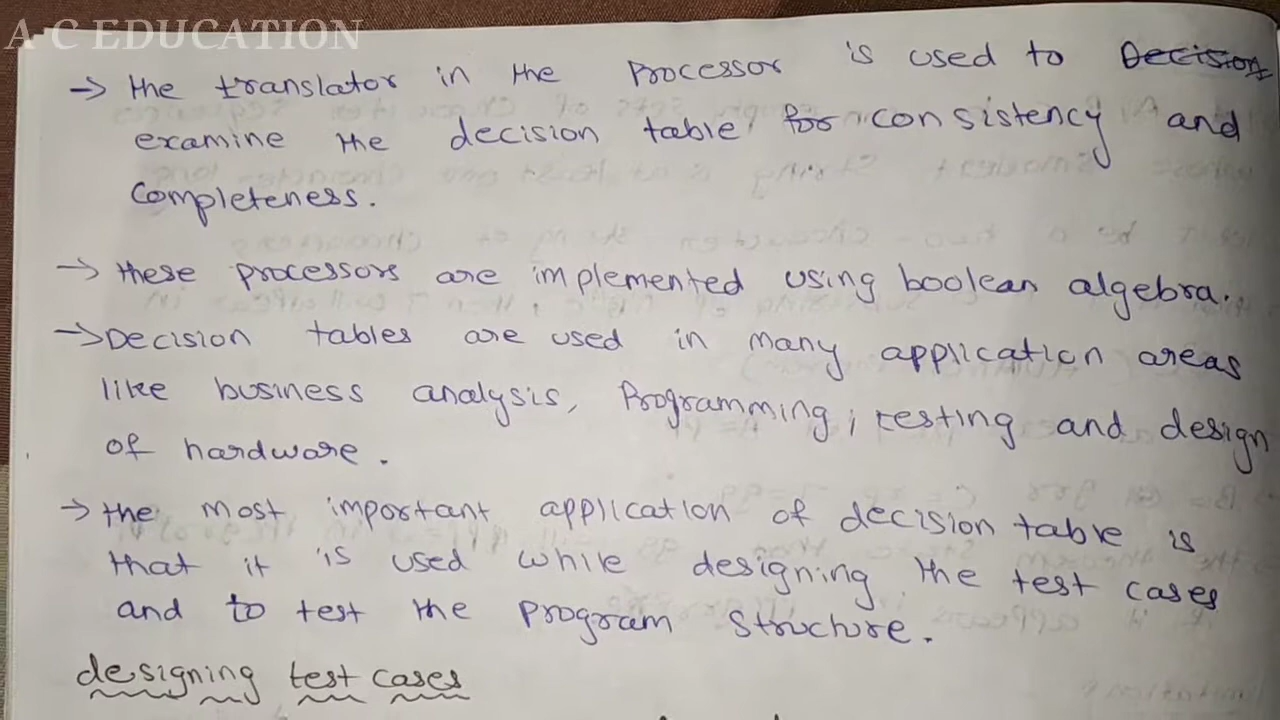 A C EDUCATION
→ the translator in the Processor is used to
examine the decision table for consistency and
Completeness.
→ these processors are implemented using boolean algebra.
→ Decision tables are used in many application areas
like business analysis, Programming, testing and design
of hardware.
→ the most important application of decision table is
that it is used while designing the test cases
and to test the program structure.
designing test cases